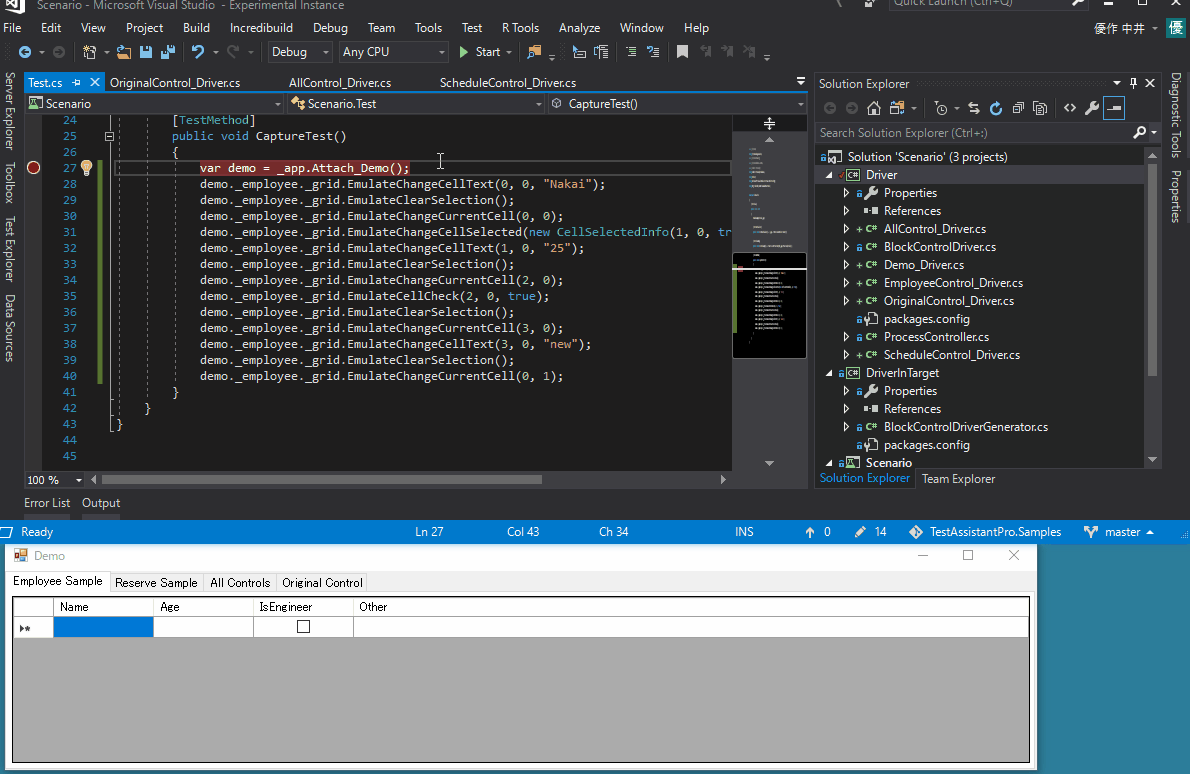 Scenario - Microsoft Visual Studio - Experimental Instance
Quick Launch (Ctrl+Q)
File Edit View Project Build Incredibuild Debug Team Tools Test R Tools Analyze Window Help
優作 中井 優
Debug Any CPU Start
Server Explorer
Toolbox
Test Explorer
Data Sources
Test.cs OriginalControl_Driver.cs AllControl_Driver.cs ScheduleControl_Driver.cs
Scenario Scenario.Test CaptureTest()
24 [TestMethod]
25 public void CaptureTest()
26 {
27 var demo = _app.Attach_Demo();
28 demo._employee._grid.EmulateChangeCellText(0, 0, "Nakai");
29 demo._employee._grid.EmulateClearSelection();
30 demo._employee._grid.EmulateChangeCurrentCell(0, 0);
31 demo._employee._grid.EmulateChangeCellSelected(new CellSelectedInfo(1, 0, tr
32 demo._employee._grid.EmulateChangeCellText(1, 0, "25");
33 demo._employee._grid.EmulateClearSelection();
34 demo._employee._grid.EmulateChangeCurrentCell(2, 0);
35 demo._employee._grid.EmulateCellCheck(2, 0, true);
36 demo._employee._grid.EmulateClearSelection();
37 demo._employee._grid.EmulateChangeCurrentCell(3, 0);
38 demo._employee._grid.EmulateChangeCellText(3, 0, "new");
39 demo._employee._grid.EmulateClearSelection();
40 demo._employee._grid.EmulateChangeCurrentCell(0, 1);
41 }
42 }
43 }
44
45
100 %
Solution Explorer
Search Solution Explorer (Ctrl+;)
Solution 'Scenario' (3 projects)
C# Driver
Properties
References
+ C# AllControl_Driver.cs
C# BlockControlDriver.cs
+ C# Demo_Driver.cs
+ C# EmployeeControl_Driver.cs
+ C# OriginalControl_Driver.cs
packages.config
C# ProcessController.cs
+ C# ScheduleControl_Driver.cs
C# DriverInTarget
Properties
References
C# BlockControlDriverGenerator.cs
packages.config
Scenario
Solution Explorer Team Explorer
Diagnostic Tools
Properties
Error List Output
Ready Ln 27 Col 43 Ch 34 INS 0 14 TestAssistantPro.Samples master
Demo
Employee Sample Reserve Sample All Controls Original Control
Name Age IsEngineer Other